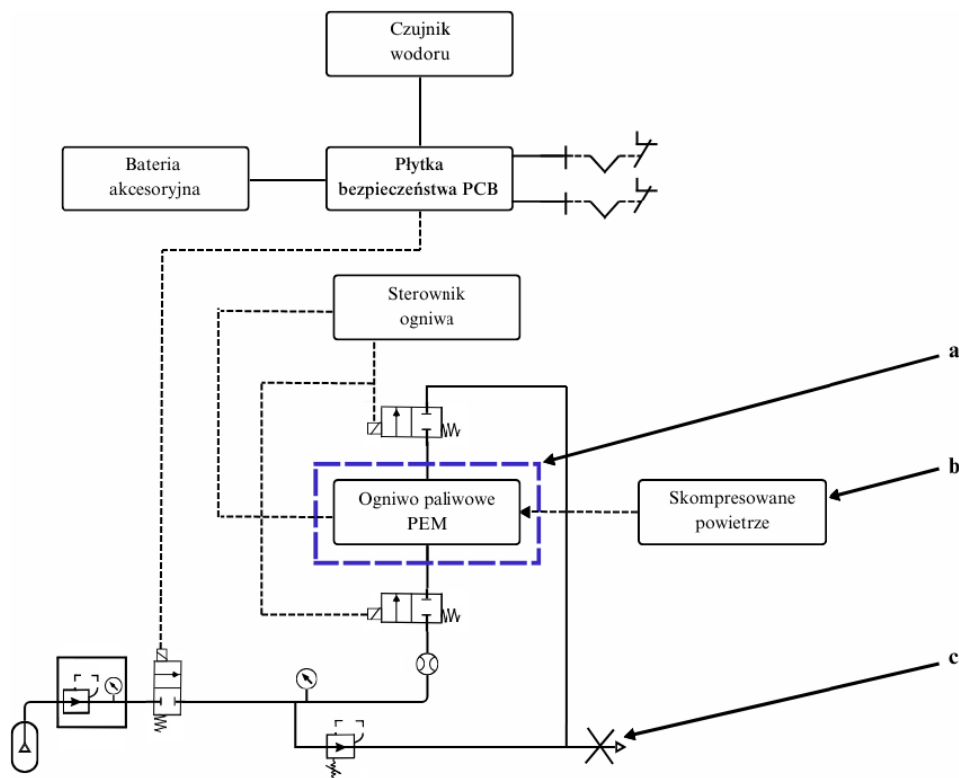 Czujnik
wodoru
Bateria
akcesoryjna
Płytka
bezpieczeństwa PCB
Sterownik
ogniwa
a
Ogniwo paliwowe
PEM
Skompresowane
powietrze
b
c